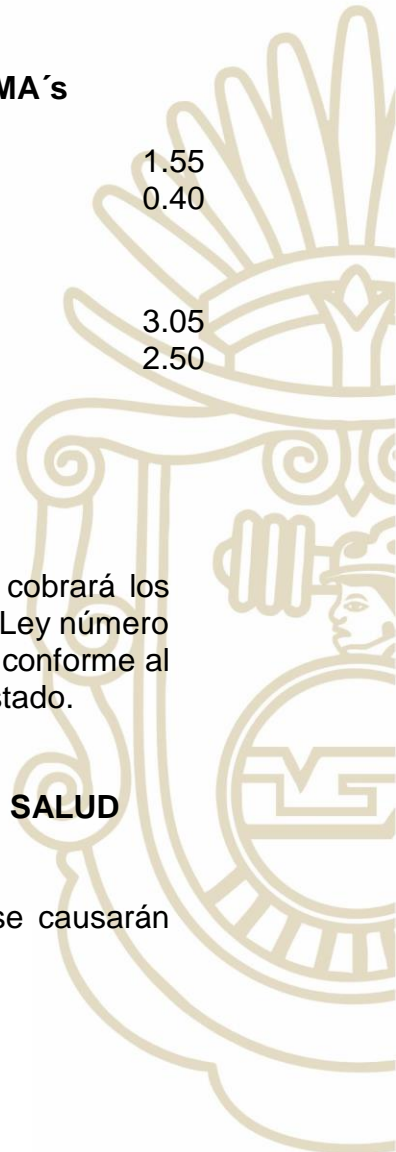 MA´s
1.55
0.40
3.05
2.50
cobrará los
Ley número
conforme al
stado.
SALUD
se causarán